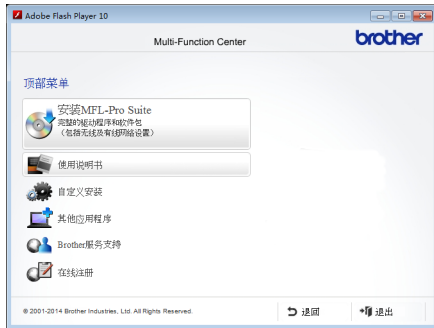 Adobe Flash Player 10
Multi-Function Center
brother
顶部菜单
安装MFL-Pro Suite
完整的驱动程序和软件包
(包括无线及有线网络设置)
使用说明书
自定义安装
其他应用程序
Brother服务支持
在线注册
© 2001-2014 Brother Industries, Ltd. All Rights Reserved.
退回
退出